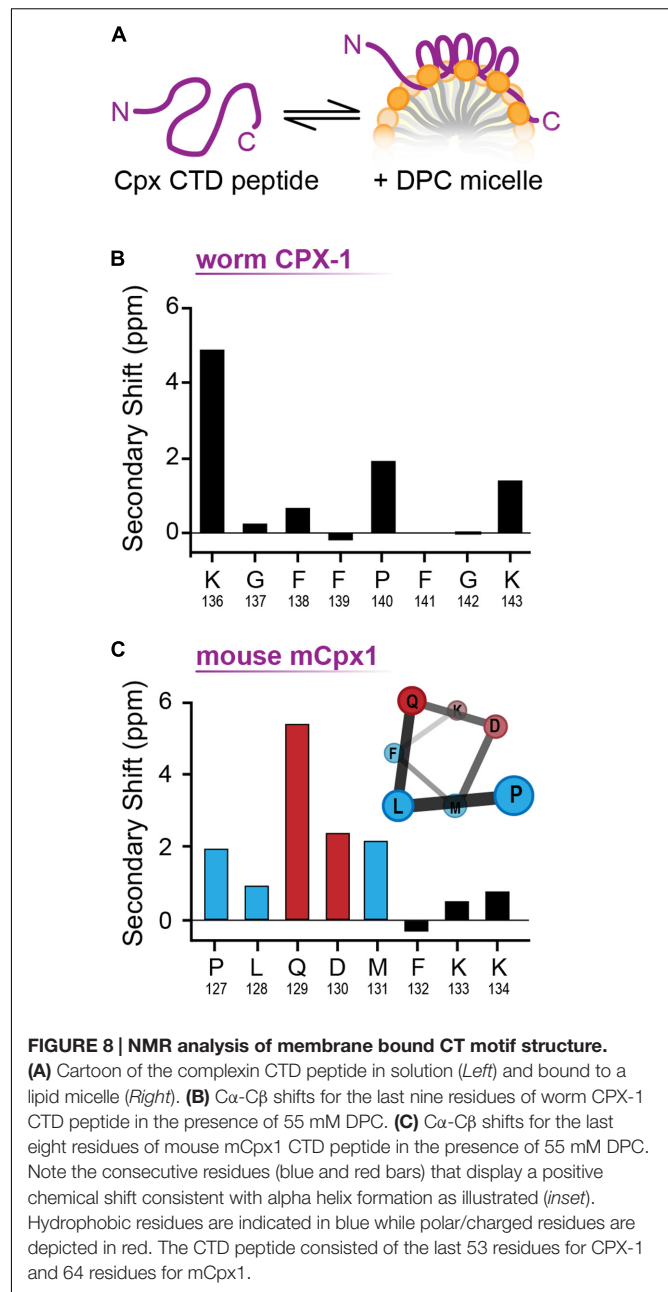 A
N
C
Cpx CTD peptide
N
C
+ DPC micelle
B
worm CPX-1
Secondary Shift (ppm)
6
4
2
0
K G F F P F G K
136 137 138 139 140 141 142 143
C
mouse mCpx1
Secondary Shift (ppm)
6
4
2
0
Q K D F L M P
P L Q D M F K K
127 128 129 130 131 132 133 134
FIGURE 8 | NMR analysis of membrane bound CT motif structure.
(A) Cartoon of the complexin CTD peptide in solution (Left) and bound to a
lipid micelle (Right). (B) Cα-Cβ shifts for the last nine residues of worm CPX-1
CTD peptide in the presence of 55 mM DPC. (C) Cα-Cβ shifts for the last
eight residues of mouse mCpx1 CTD peptide in the presence of 55 mM DPC.
Note the consecutive residues (blue and red bars) that display a positive
chemical shift consistent with alpha helix formation as illustrated (inset).
Hydrophobic residues are indicated in blue while polar/charged residues are
depicted in red. The CTD peptide consisted of the last 53 residues for CPX-1
and 64 residues for mCpx1.